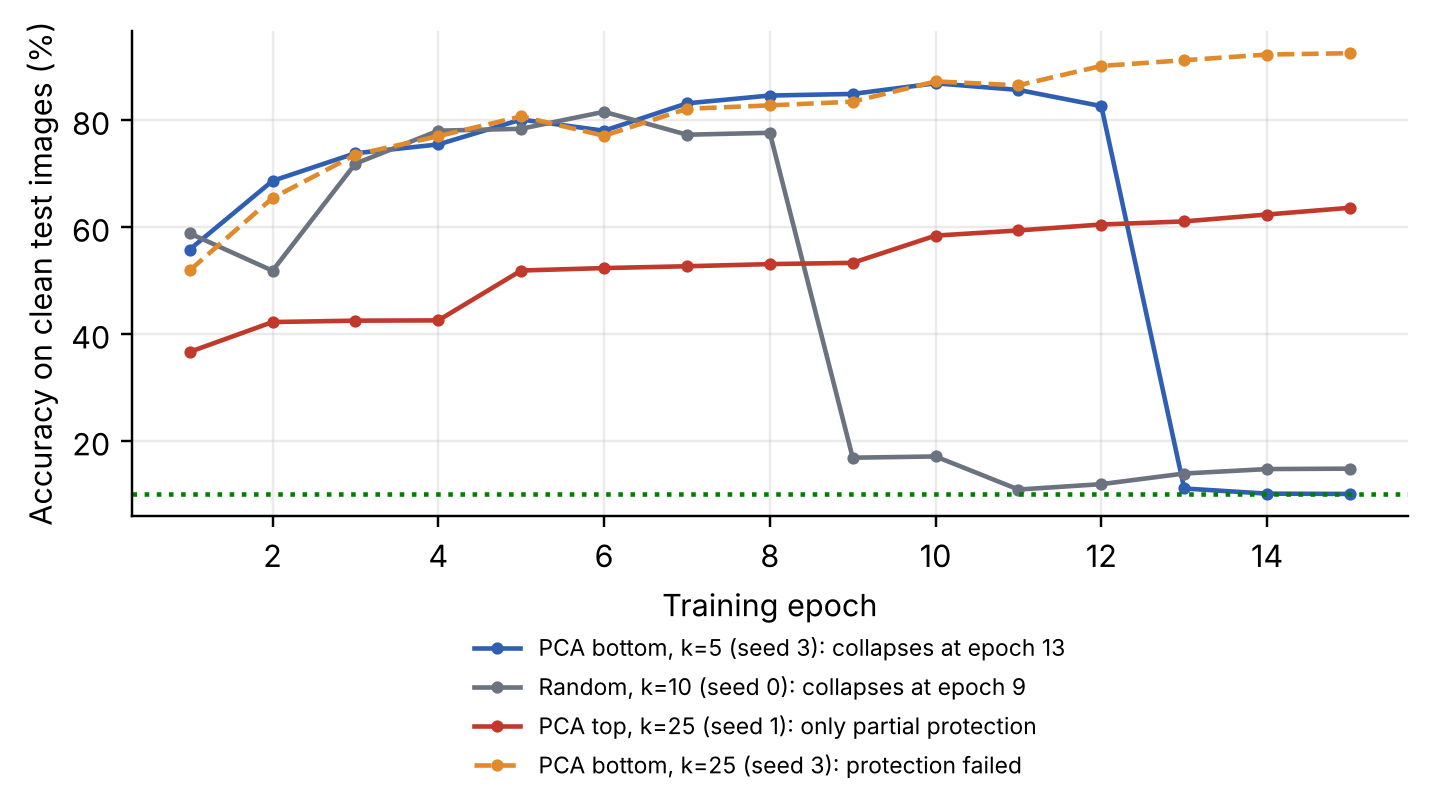 Accuracy on clean test images (%)
80
60
40
20
2 4 6 8 10 12 14
Training epoch
PCA bottom, k=5 (seed 3): collapses at epoch 13
Random, k=10 (seed 0): collapses at epoch 9
PCA top, k=25 (seed 1): only partial protection
PCA bottom, k=25 (seed 3): protection failed